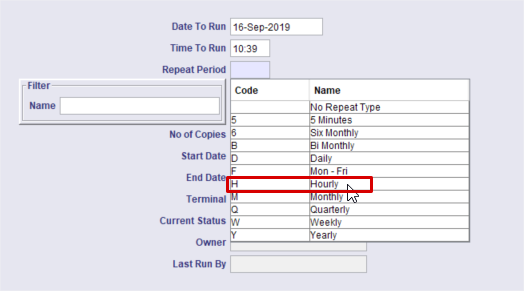 Date To Run 16-Sep-2019
Time To Run 10:39
Repeat Period
Filter
Name
Code Name
No Repeat Type
5 5 Minutes
6 Six Monthly
B Bi Monthly
D Daily
F Mon - Fri
H Hourly
M Monthly
Q Quarterly
W Weekly
Y Yearly
No of Copies
Start Date
End Date
Terminal
Current Status
Owner
Last Run By